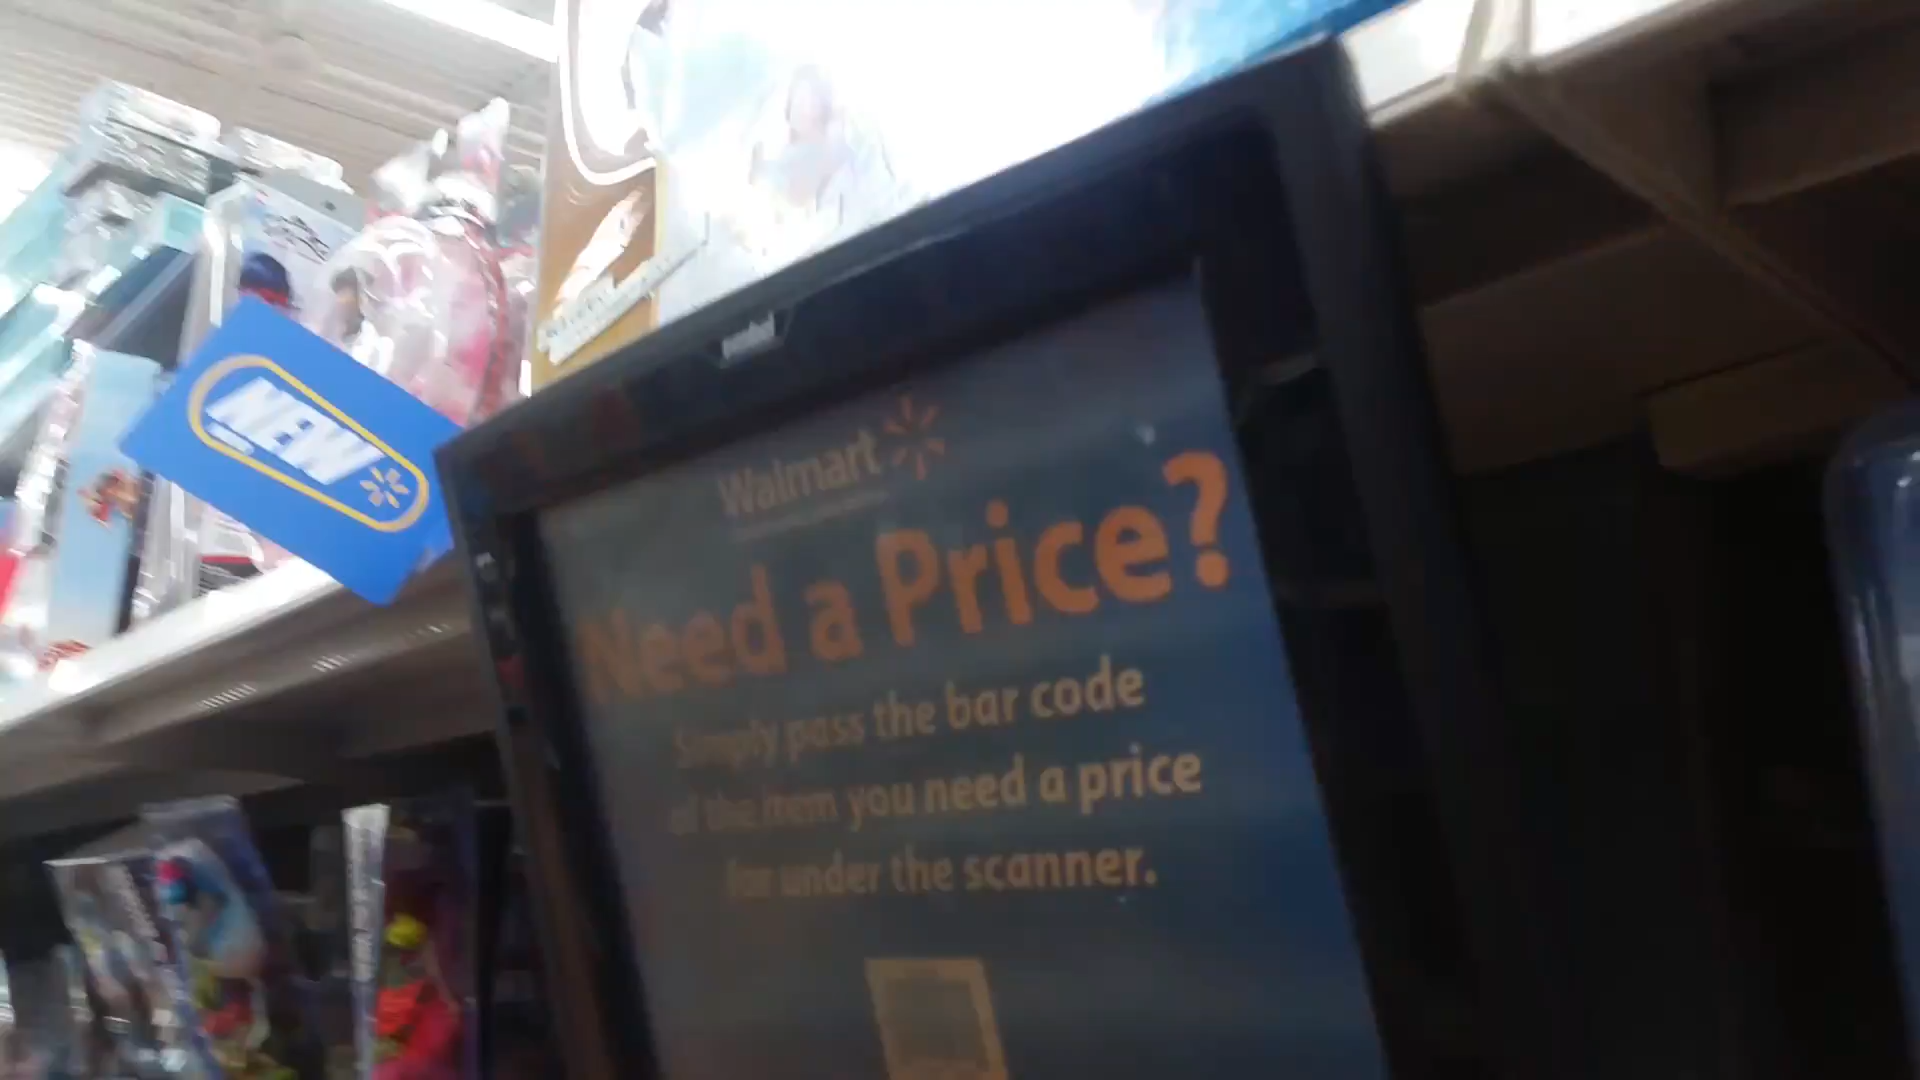 NEW
Walmart
Need a Price?
Simply pass the bar code
of the item you need a price
for under the scanner.